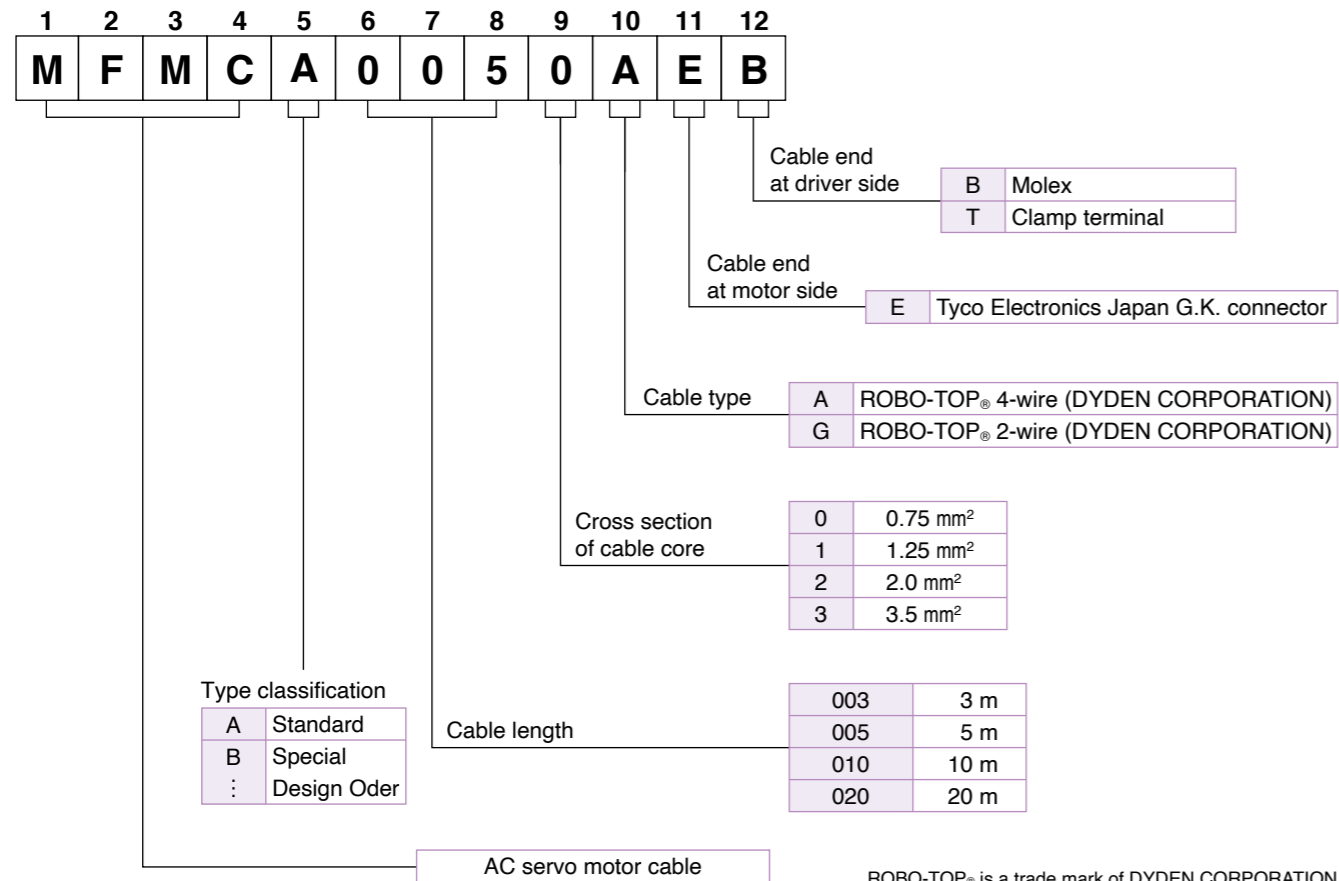 1 2 3 4 5 6 7 8 9 10 11 12
M F M C A 0 0 5 0 A E B
Cable end
at driver side
B Molex
T Clamp terminal
Cable end
at motor side
E Tyco Electronics Japan G.K. connector
Cable type
A ROBO-TOP® 4-wire (DYDEN CORPORATION)
G ROBO-TOP® 2-wire (DYDEN CORPORATION)
Cross section
of cable core
0 0.75 mm²
1 1.25 mm²
2 2.0 mm²
3 3.5 mm²
Type classification
A Standard
B Special
⋮ Design Oder
Cable length
003 3 m
005 5 m
010 10 m
020 20 m
AC servo motor cable
ROBO-TOP® is a trade mark of DYDEN CORPORATION